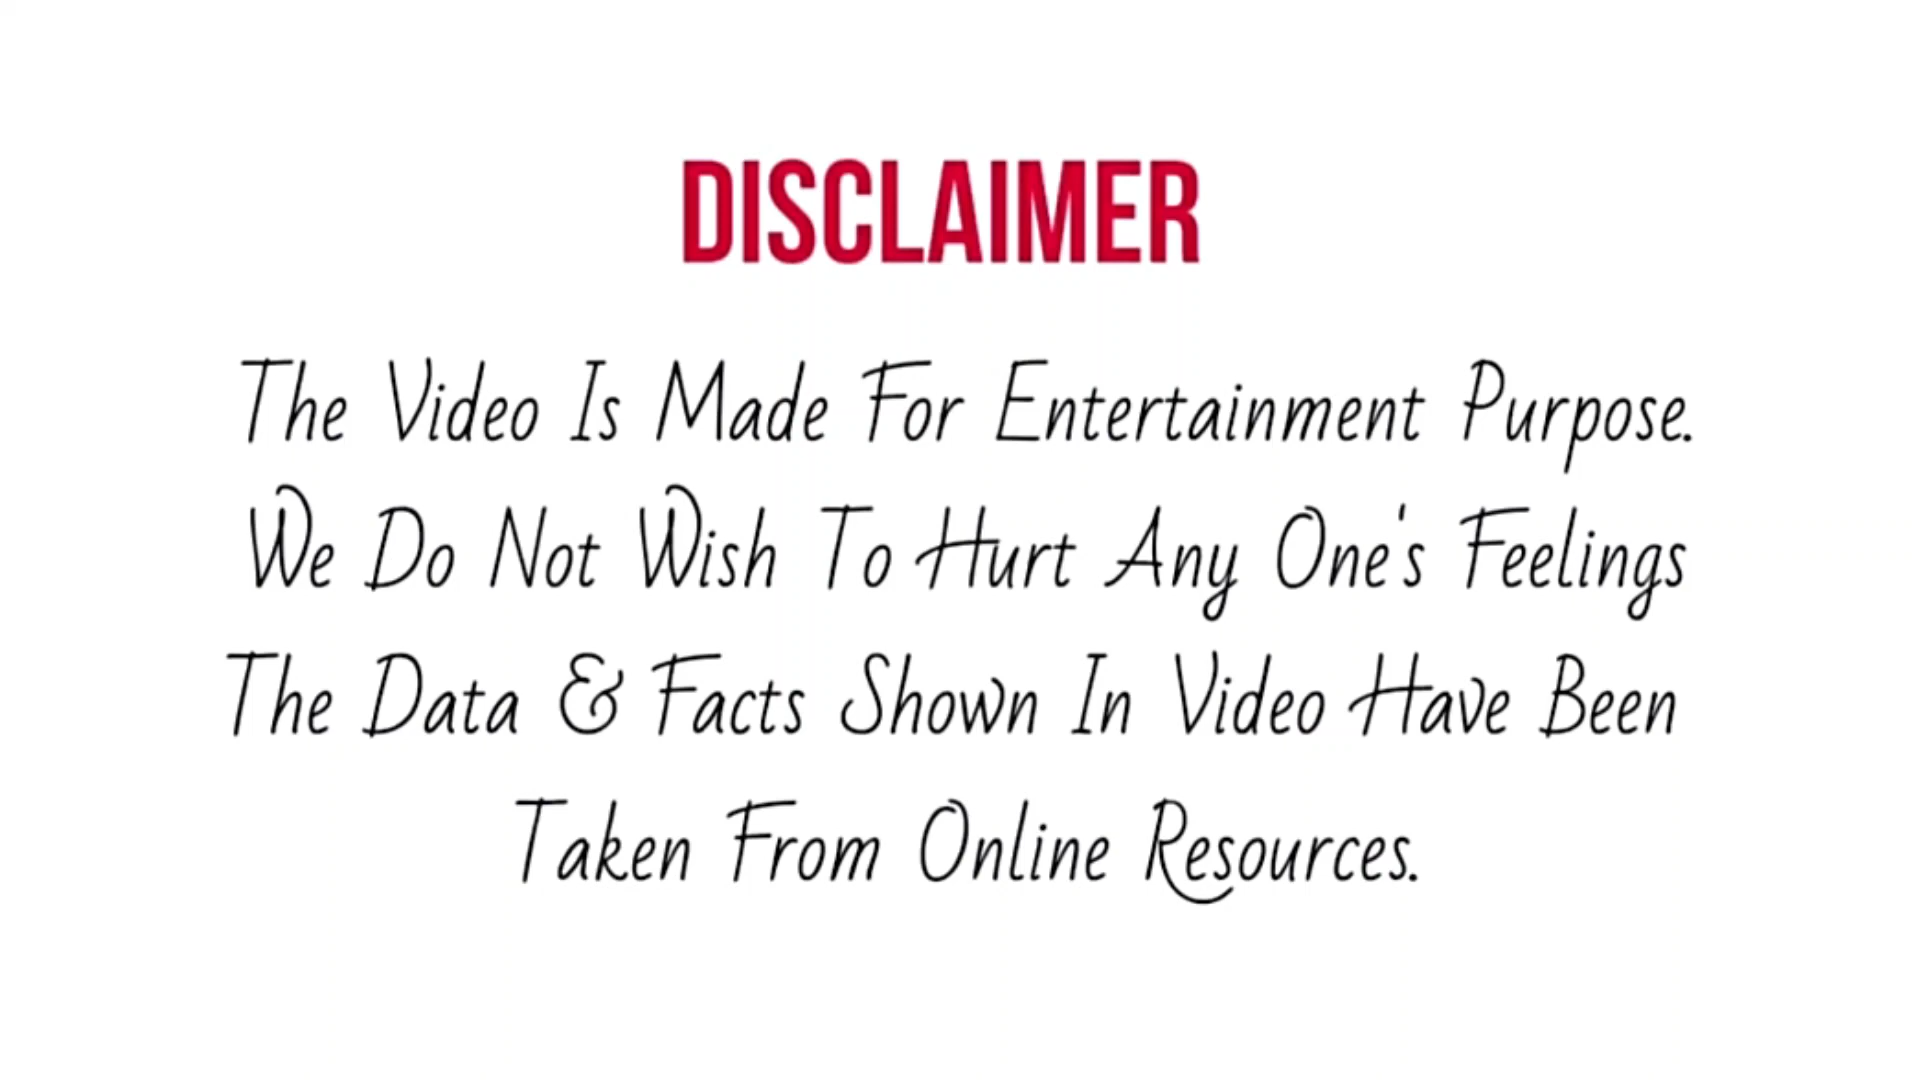 DISCLAIMER
The Video Is Made For Entertainment Purpose.
We Do Not Wish To Hurt Any One's Feelings
The Data & Facts Shown In Video Have Been
Taken From Online Resources.